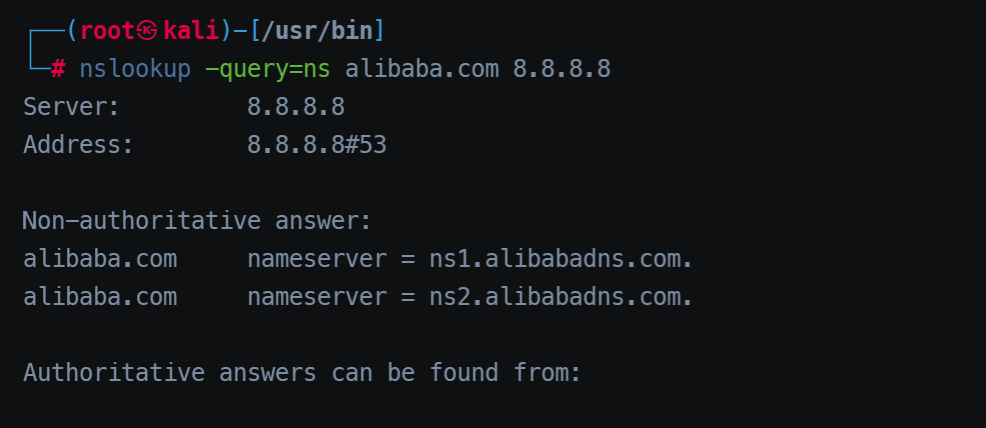 ┌──(root㉿kali)-[/usr/bin]
└─# nslookup -query=ns alibaba.com 8.8.8.8
Server:         8.8.8.8
Address:        8.8.8.8#53
Non-authoritative answer:
alibaba.com     nameserver = ns1.alibabadns.com.
alibaba.com     nameserver = ns2.alibabadns.com.
Authoritative answers can be found from: